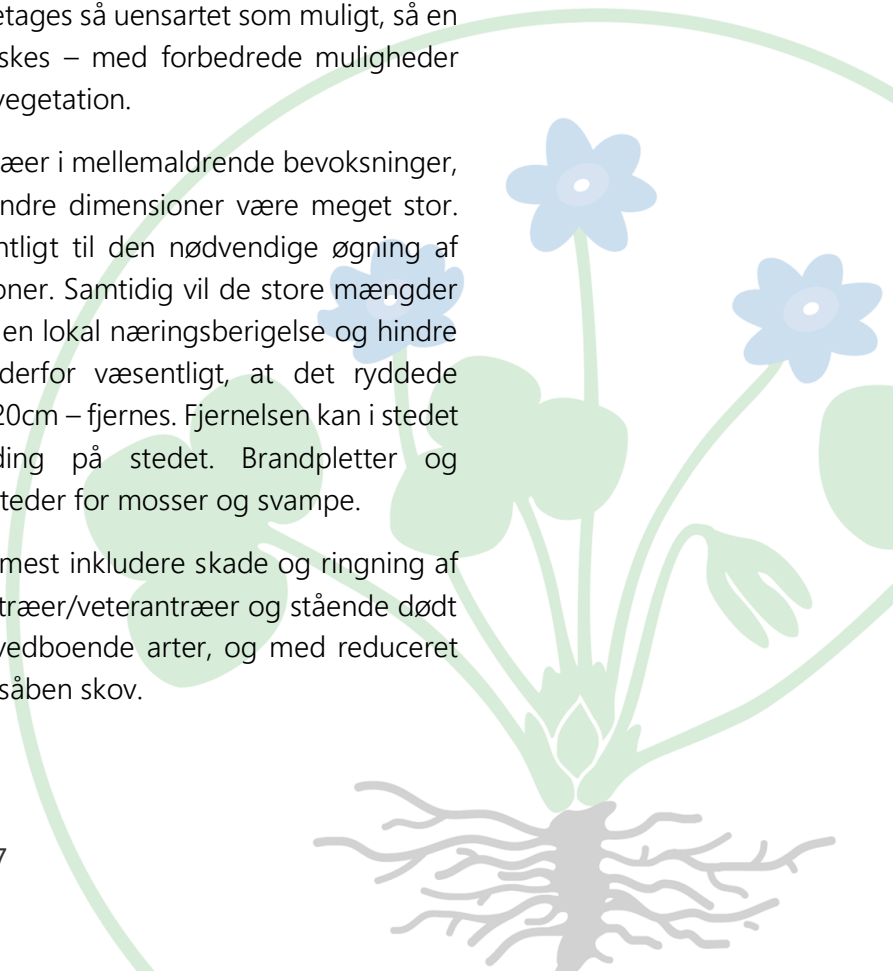 etages så uensartet som muligt, så en
skes – med forbedrede muligheder
vegetation.
æer i mellemaldrende bevoksninger,
ndre dimensioner være meget stor.
ntligt til den nødvendige øgning af
oner. Samtidig vil de store mængder
en lokal næringsberigelse og hindre
derfor væsentligt, at det ryddede
20cm – fjernes. Fjernelsen kan i stedet
ding på stedet. Brandpletter og
teder for mosser og svampe.
mest inkludere skade og ringning af
træer/veterantræer og stående dødt
vedboende arter, og med reduceret
såben skov.
7